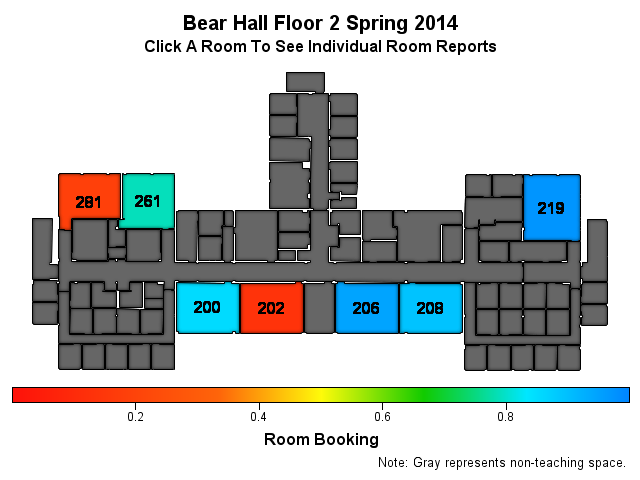 Bear Hall Floor 2 Spring 2014
Click A Room To See Individual Room Reports
281
261
219
200
202
206
208
0.2
0.4
0.6
0.8
Room Booking
Note: Gray represents non-teaching space.